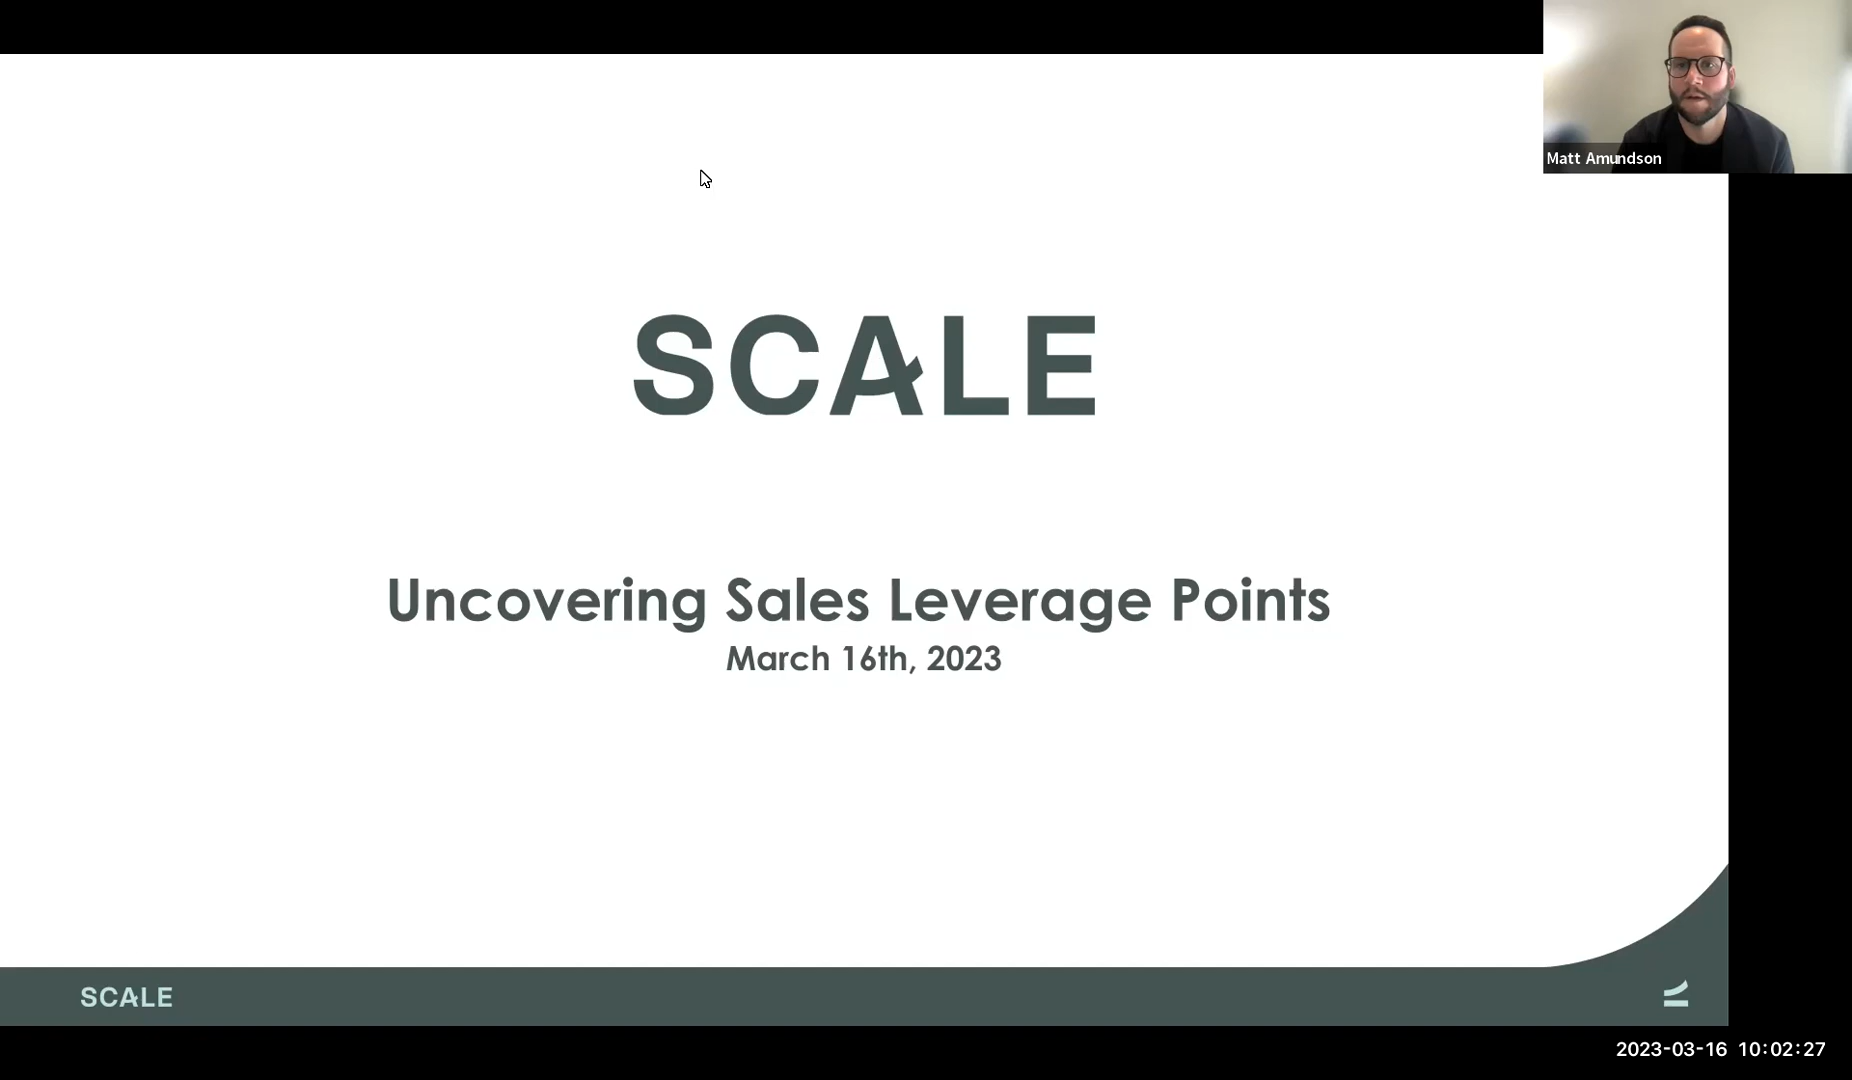 Matt Amundson
SCALE
Uncovering Sales Leverage Points
March 16th, 2023
SCALE
2023-03-16 10:02:27